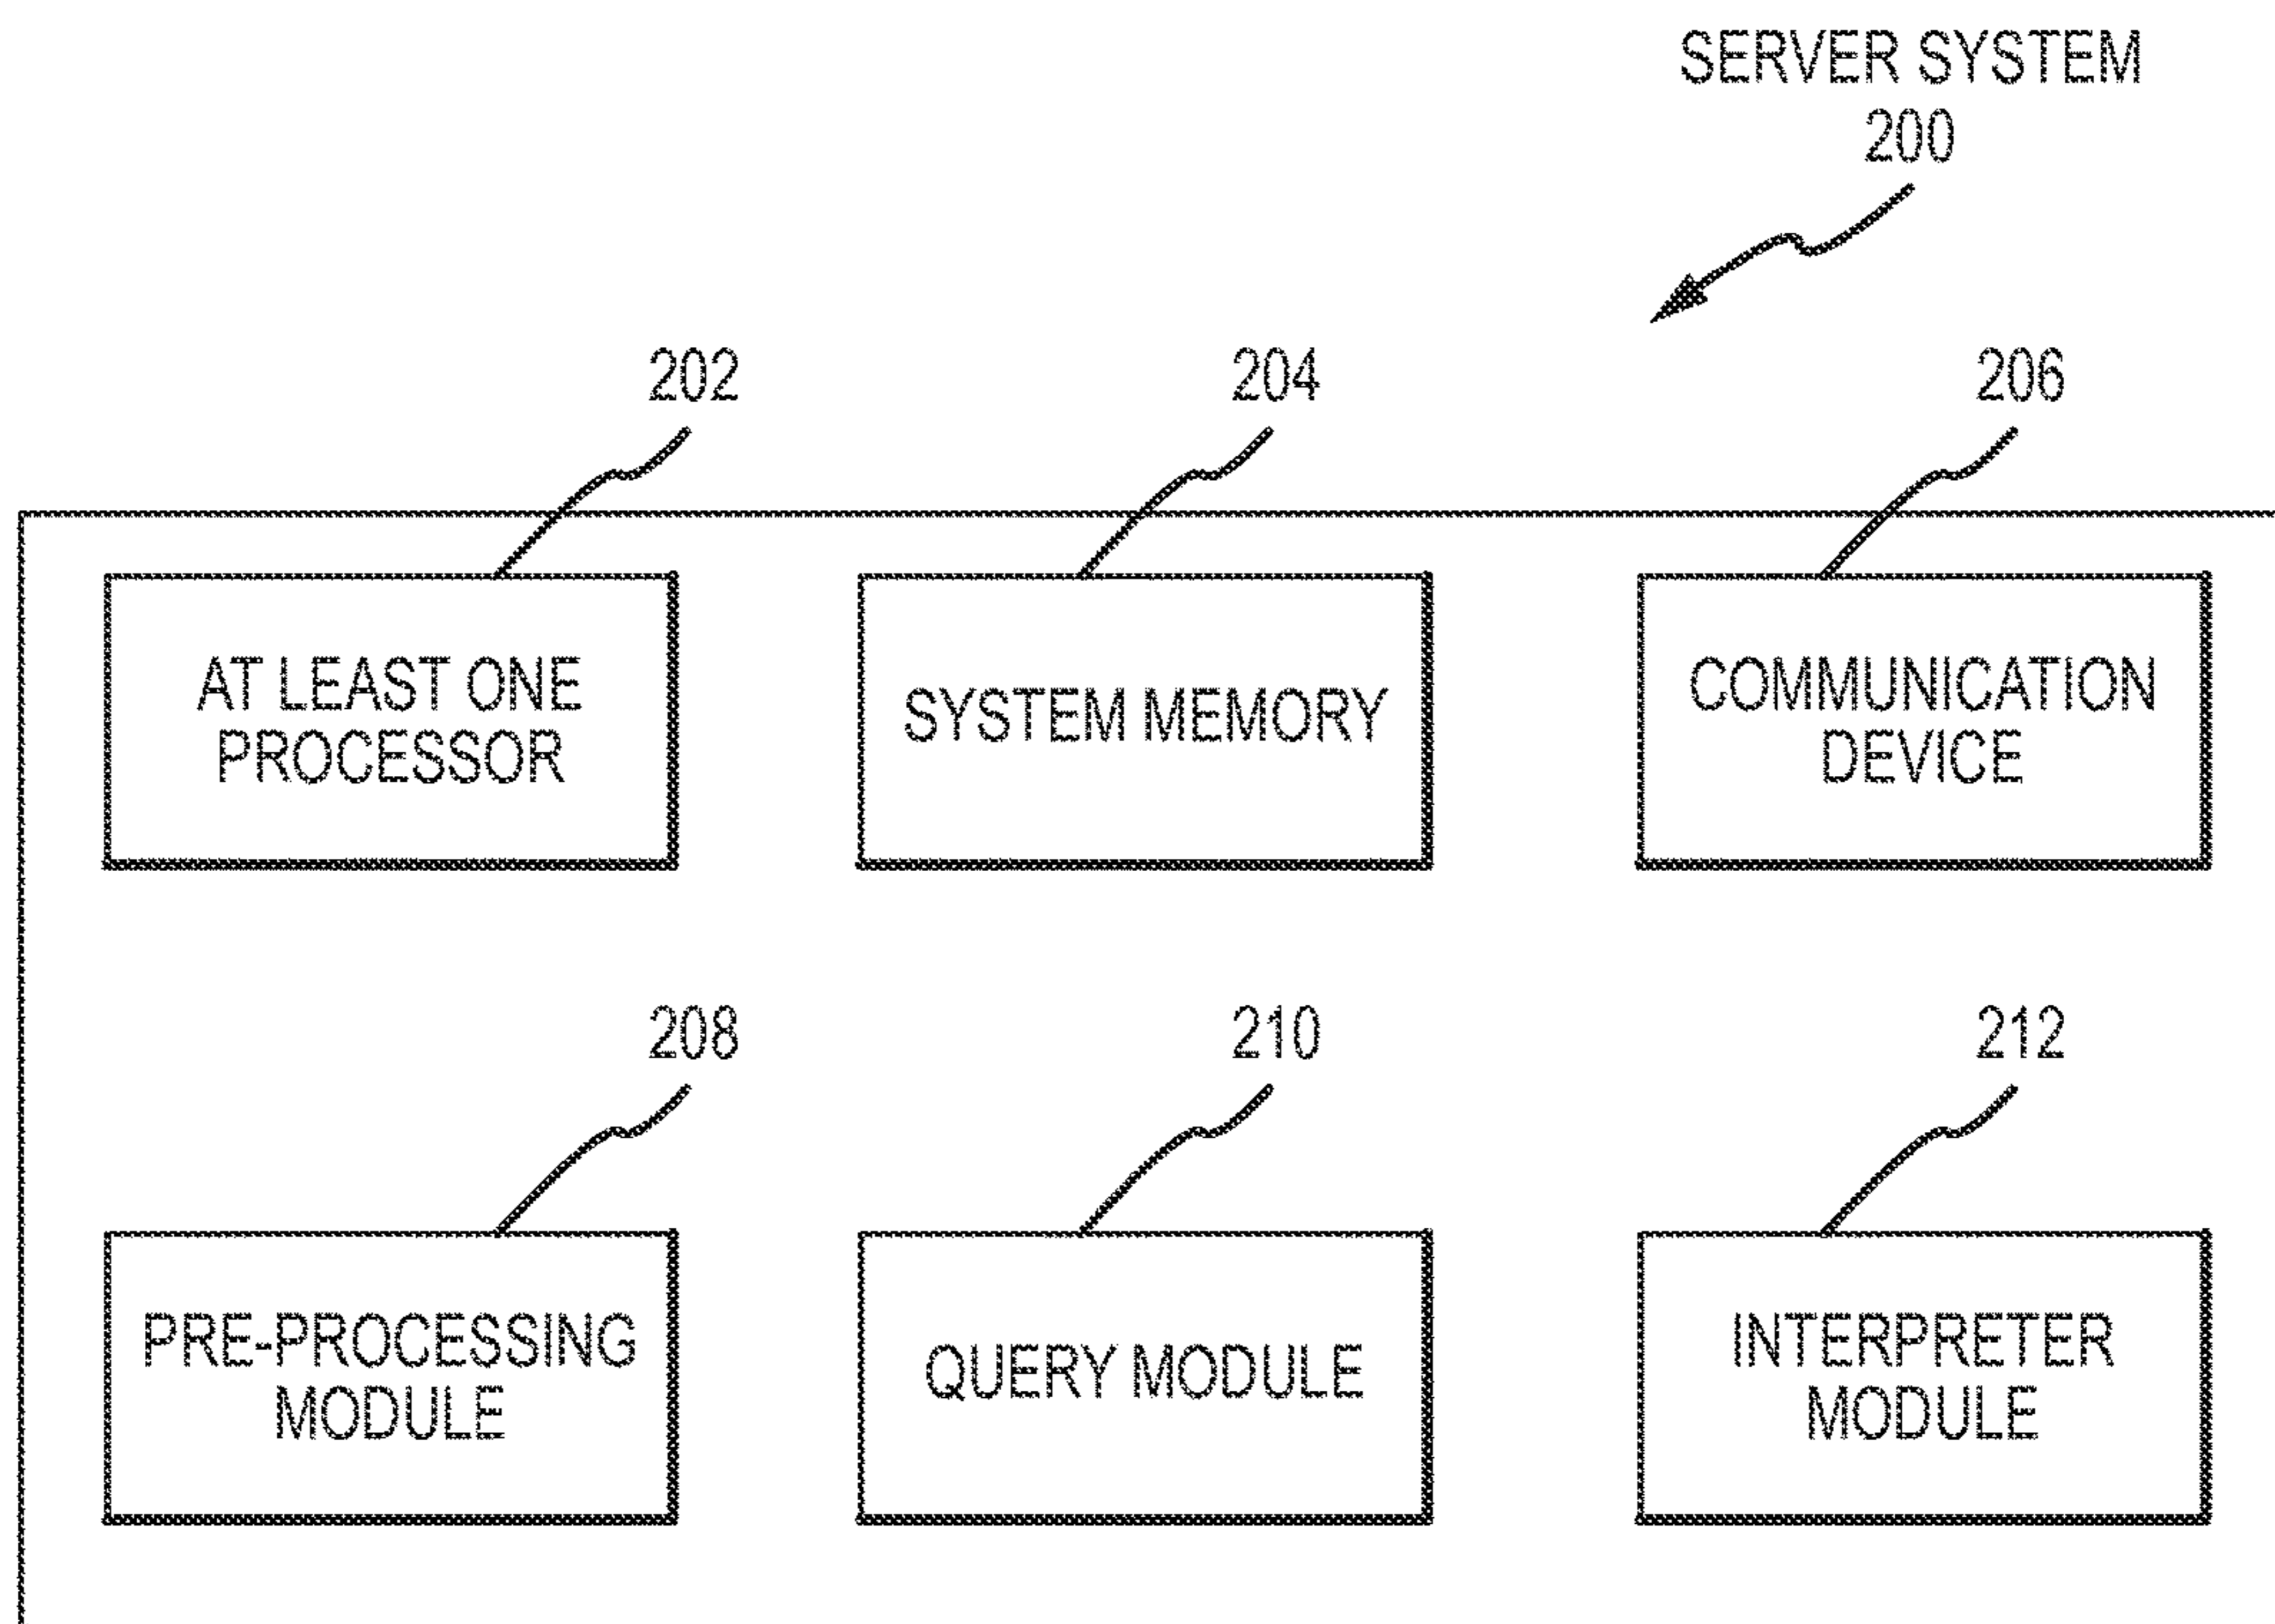 SERVER SYSTEM
200
202
204
206
AT LEAST ONE
PROCESSOR
SYSTEM MEMORY
COMMUNICATION
DEVICE
208
210
212
PRE-PROCESSING
MODULE
QUERY MODULE
INTERPRETER
MODULE